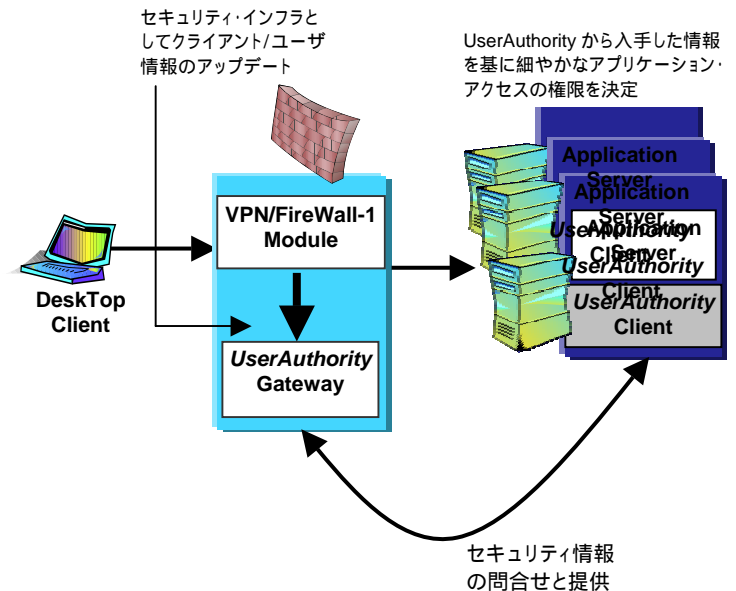 セキュリティ・インフラと
してクライアント/ユーザ
情報のアップデート
UserAuthority から入手した情報
を基に細やかなアプリケーション・
アクセスの権限を決定
VPN/FireWall-1
Module
DeskTop
Client
UserAuthority
Gateway
Application
Server
UserAuthority
Client
Application
Server
UserAuthority
Client
Application
Server
UserAuthority
Client
セキュリティ情報
の問合せと提供